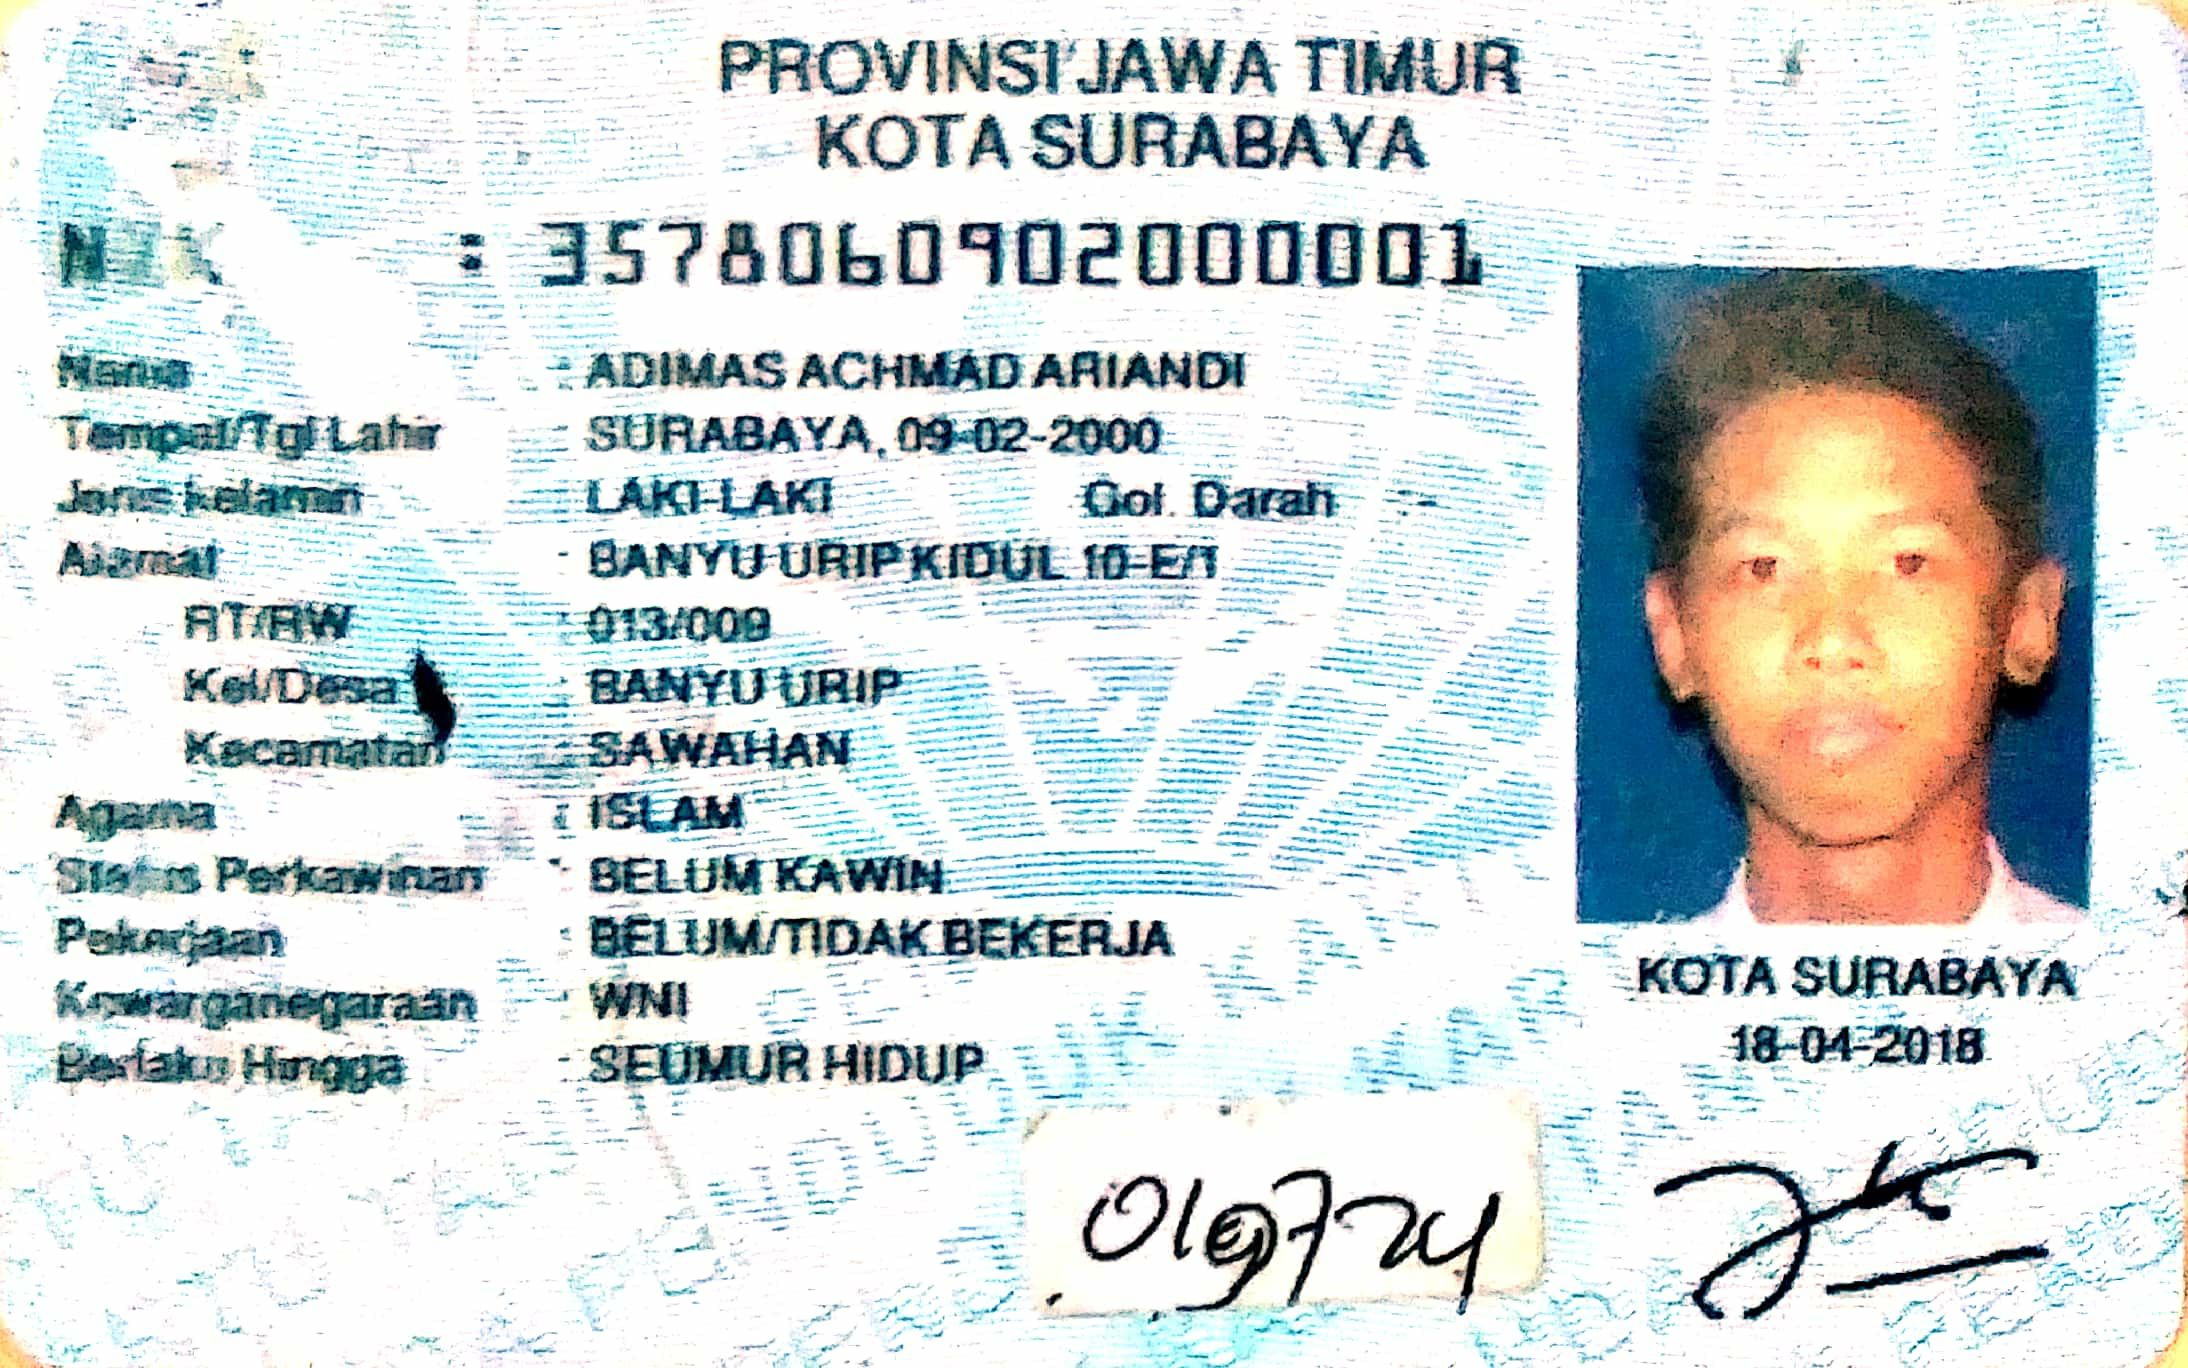 PROVINSI JAWA TIMUR
KOTA SURABAYA
NIK : 3578060902000001
Nama : ADIMAS ACHMAD ARIANDI
Tempat/Tgl Lahir : SURABAYA, 09-02-2000
Jenis kelamin : LAKI-LAKI Gol. Darah : -
Alamat : BANYU URIP KIDUL 10-E/1
RT/RW : 013/009
Kel/Desa : BANYU URIP
Kecamatan : SAWAHAN
Agama : ISLAM
Status Perkawinan : BELUM KAWIN
Pekerjaan : BELUM/TIDAK BEKERJA
Kewarganegaraan : WNI
Berlaku Hingga : SEUMUR HIDUP
KOTA SURABAYA
18-04-2018